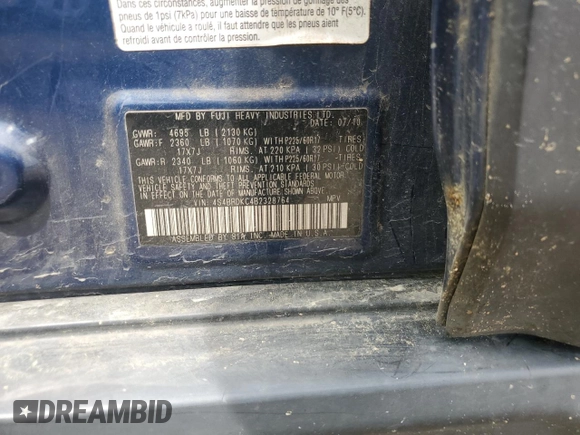 Dans ces circonstances, augmenter la pression de gonflage des
pneus de 1psi (7kPa) pour une baisse de température de 10° F(5°C).
Quand le véhicule a roulé, il faut attendre que les pneus aient
refroidi avant de contrôler la pression.
MFD BY FUJI HEAVY INDUSTRIES LTD. DATE: 07/10
GVWR: 4695 LB (2130 KG)
GAWR:F 2360 LB (1070 KG) WITH P225/60R17 TIRES,
17X7J RIMS, AT 220 KPA (32 PSI) COLD
GAWR:R 2340 LB (1060 KG) WITH P225/60R17 TIRES,
17X7J RIMS, AT 210 KPA (30 PSI) COLD
THIS VEHICLE CONFORMS TO ALL APPLICABLE FEDERAL MOTOR
VEHICLE SAFETY AND THEFT PREVENTION STANDARDS
IN EFFECT ON THE DATE OF MANUFACTURE SHOWN ABOVE.
VIN: 4S4BRDKC4B2328764 MPV
ASSEMBLED BY SIA INC. MADE IN U.S.A.
DREAMBID